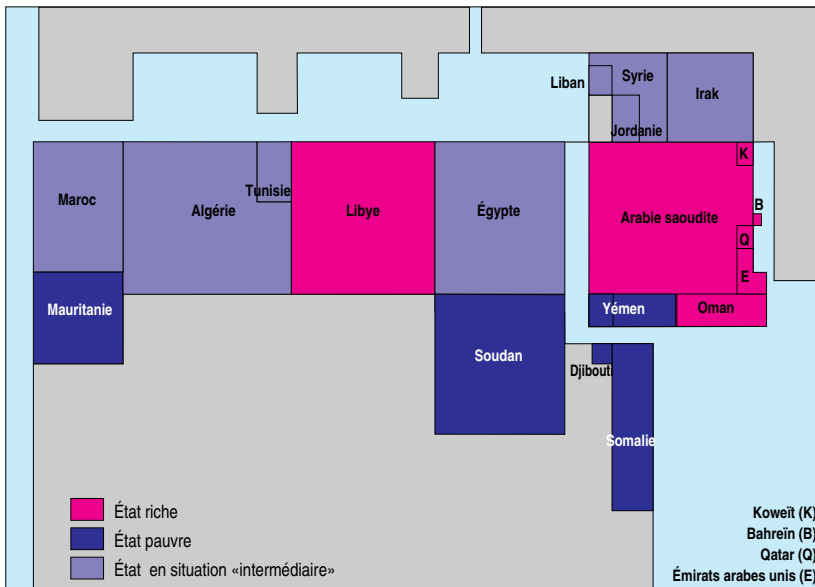 Liban
Syrie
Irak
Jordanie
K
Maroc
Algérie
Tunisie
Libye
Égypte
Arabie saoudite
B
Q
E
Mauritanie
Yémen
Oman
Soudan
Djibouti
Somalie
État riche
État pauvre
État en situation «intermédiaire»
Koweït (K)
Bahreïn (B)
Qatar (Q)
Émirats arabes unis (E)